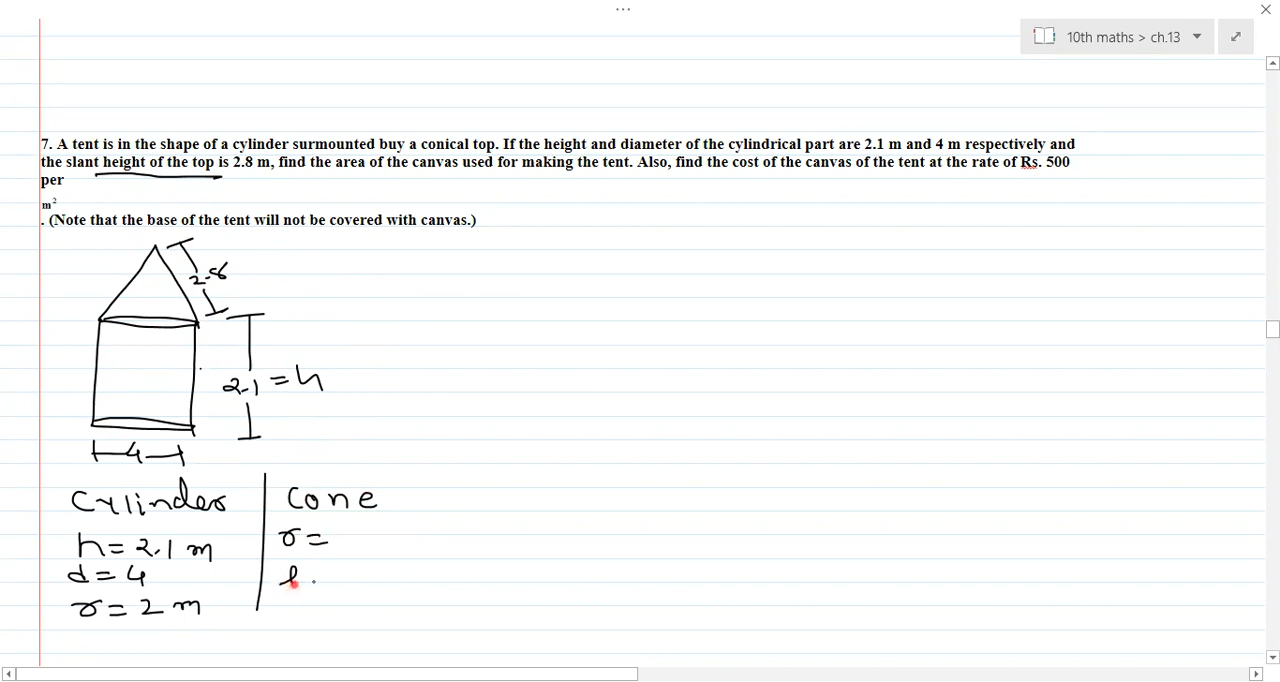 10th maths > ch.13
7. A tent is in the shape of a cylinder surmounted buy a conical top. If the height and diameter of the cylindrical part are 2.1 m and 4 m respectively and
the slant height of the top is 2.8 m, find the area of the canvas used for making the tent. Also, find the cost of the canvas of the tent at the rate of Rs. 500
per
m²
. (Note that the base of the tent will not be covered with canvas.)
2.8
2.1 = h
4
Cylinder
h = 2.1 m
d = 4
r = 2 m
Cone
r =
l